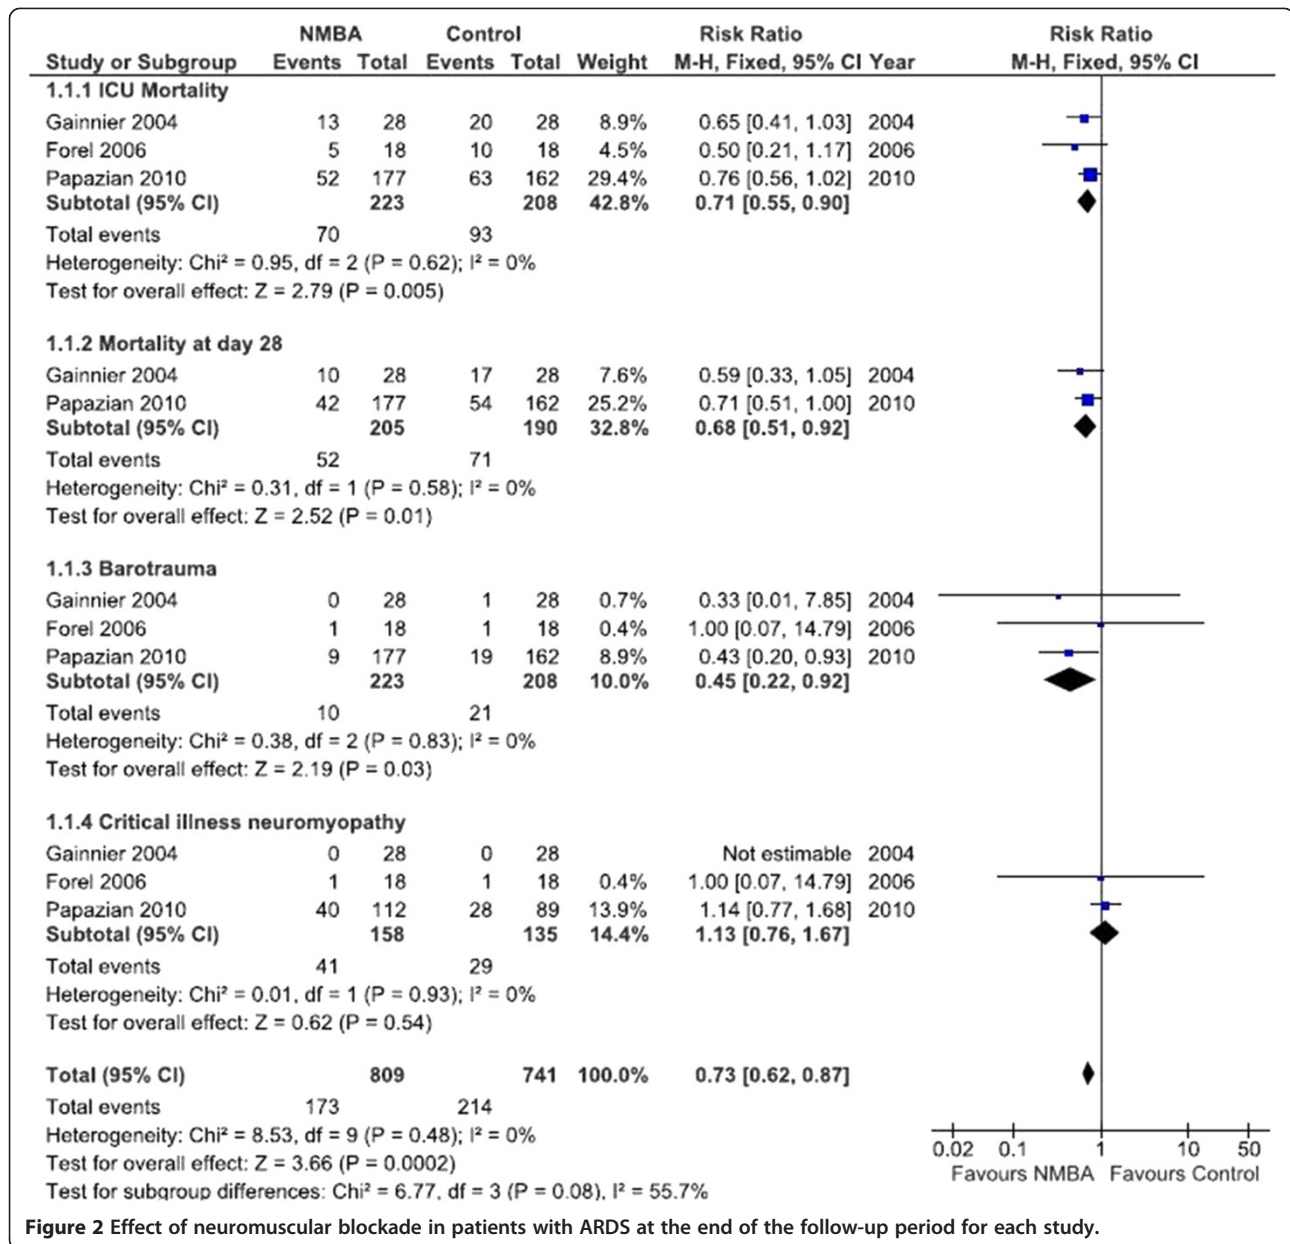 NMBA Control Risk Ratio Risk Ratio
Study or Subgroup Events Total Events Total Weight M-H, Fixed, 95% CI Year M-H, Fixed, 95% CI
1.1.1 ICU Mortality
Gainnier 2004 13 28 20 28 8.9% 0.65 [0.41, 1.03] 2004
Forel 2006 5 18 10 18 4.5% 0.50 [0.21, 1.17] 2006
Papazian 2010 52 177 63 162 29.4% 0.76 [0.56, 1.02] 2010
Subtotal (95% CI) 223 208 42.8% 0.71 [0.55, 0.90]
Total events 70 93
Heterogeneity: Chi² = 0.95, df = 2 (P = 0.62); I² = 0%
Test for overall effect: Z = 2.79 (P = 0.005)
1.1.2 Mortality at day 28
Gainnier 2004 10 28 17 28 7.6% 0.59 [0.33, 1.05] 2004
Papazian 2010 42 177 54 162 25.2% 0.71 [0.51, 1.00] 2010
Subtotal (95% CI) 205 190 32.8% 0.68 [0.51, 0.92]
Total events 52 71
Heterogeneity: Chi² = 0.31, df = 1 (P = 0.58); I² = 0%
Test for overall effect: Z = 2.52 (P = 0.01)
1.1.3 Barotrauma
Gainnier 2004 0 28 1 28 0.7% 0.33 [0.01, 7.85] 2004
Forel 2006 1 18 1 18 0.4% 1.00 [0.07, 14.79] 2006
Papazian 2010 9 177 19 162 8.9% 0.43 [0.20, 0.93] 2010
Subtotal (95% CI) 223 208 10.0% 0.45 [0.22, 0.92]
Total events 10 21
Heterogeneity: Chi² = 0.38, df = 2 (P = 0.83); I² = 0%
Test for overall effect: Z = 2.19 (P = 0.03)
1.1.4 Critical illness neuromyopathy
Gainnier 2004 0 28 0 28 Not estimable 2004
Forel 2006 1 18 1 18 0.4% 1.00 [0.07, 14.79] 2006
Papazian 2010 40 112 28 89 13.9% 1.14 [0.77, 1.68] 2010
Subtotal (95% CI) 158 135 14.4% 1.13 [0.76, 1.67]
Total events 41 29
Heterogeneity: Chi² = 0.01, df = 1 (P = 0.93); I² = 0%
Test for overall effect: Z = 0.62 (P = 0.54)
Total (95% CI) 809 741 100.0% 0.73 [0.62, 0.87]
Total events 173 214
Heterogeneity: Chi² = 8.53, df = 9 (P = 0.48); I² = 0%
Test for overall effect: Z = 3.66 (P = 0.0002)
Test for subgroup differences: Chi² = 6.77, df = 3 (P = 0.08), I² = 55.7%
0.02 0.1 1 10 50
Favours NMBA Favours Control
Figure 2 Effect of neuromuscular blockade in patients with ARDS at the end of the follow-up period for each study.